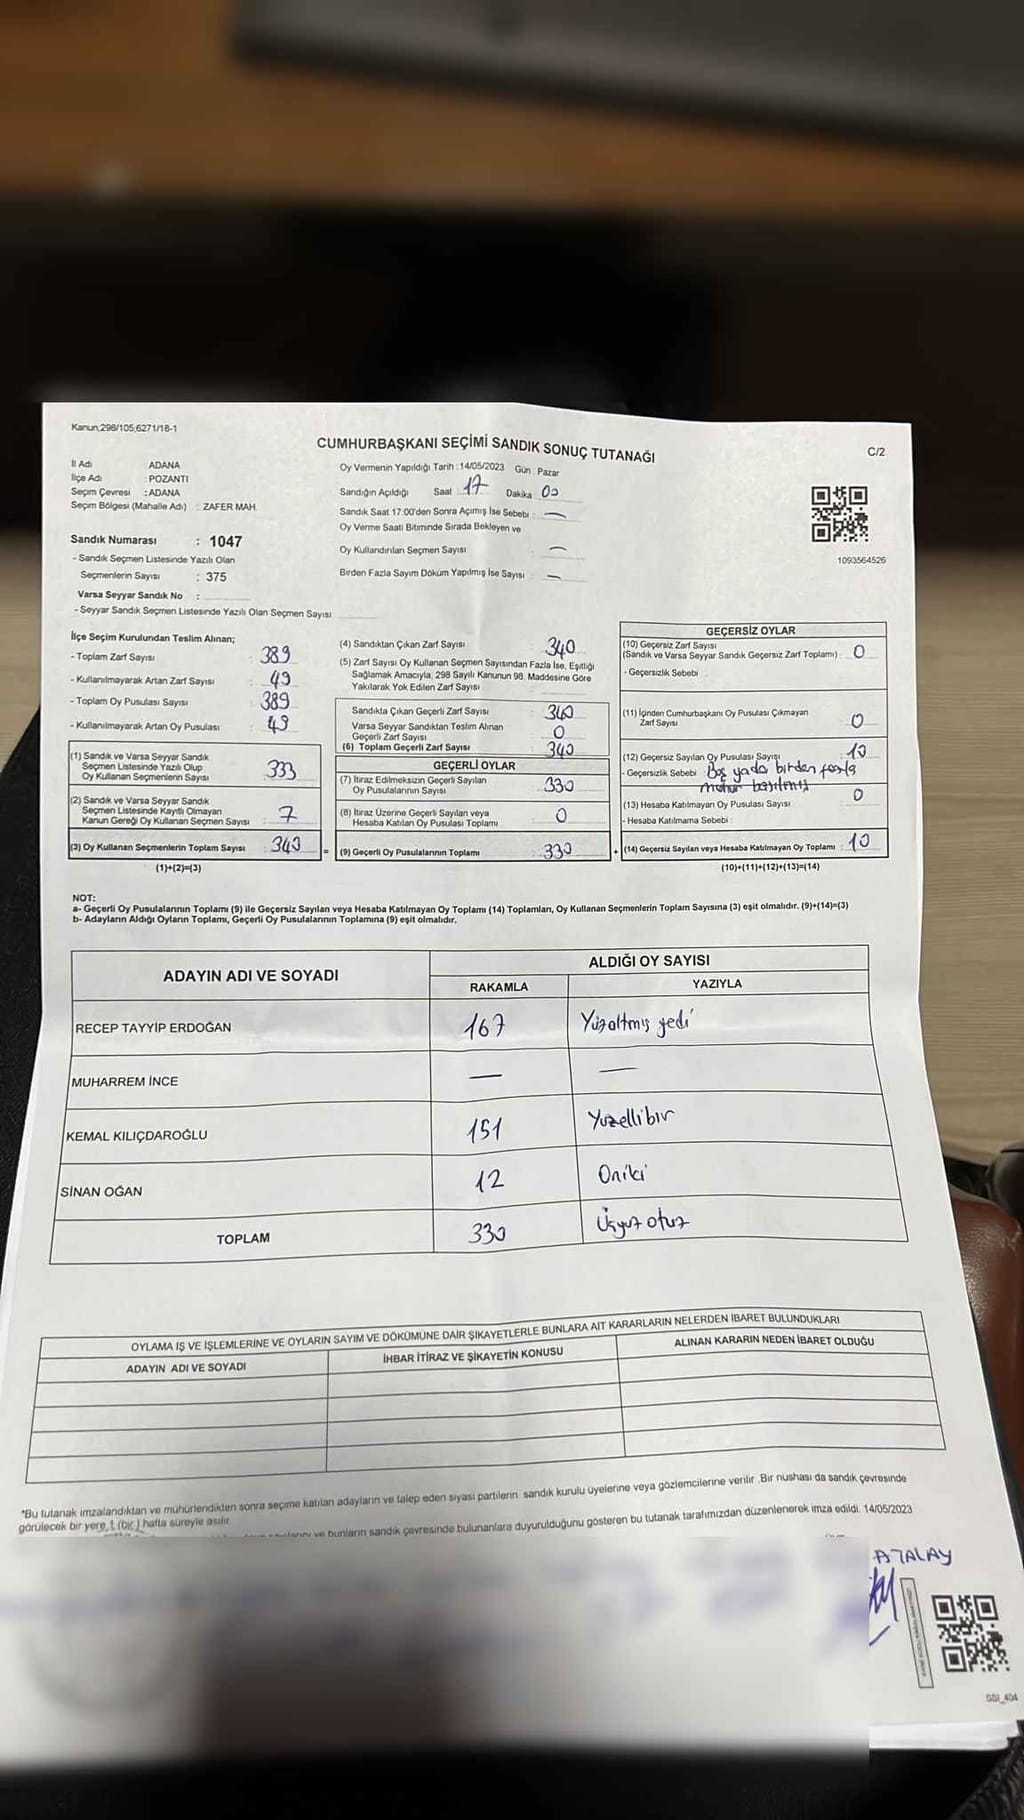 Kanun,298/105,6271/18-1
CUMHURBAŞKANI SEÇİMİ SANDIK SONUÇ TUTANAĞI
C/2
İl Adı : ADANA
İlçe Adı : POZANTI
Seçim Çevresi : ADANA
Seçim Bölgesi (Mahalle Adı) : ZAFER MAH.
Oy Vermenin Yapıldığı Tarih : 14/05/2023 Gün : Pazar
Sandığın Açıldığı Saat 17 Dakika 00
Sandık Saat 17:00'den Sonra Açımış İse Sebebi : —
Oy Verme Saati Bitiminde Sırada Bekleyen ve
Oy Kullandırılan Seçmen Sayısı —
Birden Fazla Sayım Döküm Yapılmış İse Sayısı : —
1093564526
Sandık Numarası : 1047
- Sandık Seçmen Listesinde Yazılı Olan
Seçmenlerin Sayısı : 375
Varsa Seyyar Sandık No :
- Seyyar Sandık Seçmen Listesinde Yazılı Olan Seçmen Sayısı:
İlçe Seçim Kurulundan Teslim Alınan;
- Toplam Zarf Sayısı : 389
- Kullanılmayarak Artan Zarf Sayısı : 49
- Toplam Oy Pusulası Sayısı : 389
- Kullanılmayarak Artan Oy Pusulası : 49
(1) Sandık ve Varsa Seyyar Sandık
Seçmen Listesinde Yazılı Olup
Oy Kullanan Seçmenlerin Sayısı : 333
(2) Sandık ve Varsa Seyyar Sandık
Seçmen Listesinde Kayıtlı Olmayan
Kanun Gereği Oy Kullanan Seçmen Sayısı : 7
(3) Oy Kullanan Seçmenlerin Toplam Sayısı : 340
(1)+(2)=(3)
(4) Sandıktan Çıkan Zarf Sayısı : 340
(5) Zarf Sayısı Oy Kullanan Seçmen Sayısından Fazla İse, Eşitliği
Sağlamak Amacıyla, 298 Sayılı Kanunun 98. Maddesine Göre
Yakılarak Yok Edilen Zarf Sayısı
Sandıkta Çıkan Geçerli Zarf Sayısı : 340
Varsa Seyyar Sandıktan Teslim Alınan
Geçerli Zarf Sayısı : 0
(6) Toplam Geçerli Zarf Sayısı : 340
GEÇERLİ OYLAR
(7) İtiraz Edilmeksizin Geçerli Sayılan
Oy Pusulalarının Sayısı : 330
(8) İtiraz Üzerine Geçerli Sayılan veya
Hesaba Katılan Oy Pusulası Toplamı : 0
= (9) Geçerli Oy Pusulalarının Toplamı : 330
GEÇERSİZ OYLAR
(10) Geçersiz Zarf Sayısı
(Sandık ve Varsa Seyyar Sandık Geçersiz Zarf Toplamı) : 0
- Geçersizlik Sebebi :
(11) İçinden Cumhurbaşkanı Oy Pusulası Çıkmayan
Zarf Sayısı : 0
(12) Geçersiz Sayılan Oy Pusulası Sayısı : 10
- Geçersizlik Sebebi : Boş yada birden fazla
mühür basılmış
(13) Hesaba Katılmayan Oy Pusulası Sayısı : 0
- Hesaba Katılmama Sebebi :
+ (14) Geçersiz Sayılan veya Hesaba Katılmayan Oy Toplamı : 10
(10)+(11)+(12)+(13)=(14)
NOT:
a- Geçerli Oy Pusulalarının Toplamı (9) ile Geçersiz Sayılan veya Hesaba Katılmayan Oy Toplamı (14) Toplamları, Oy Kullanan Seçmenlerin Toplam Sayısına (3) eşit olmalıdır. (9)+(14)=(3)
b- Adayların Aldığı Oyların Toplamı, Geçerli Oy Pusulalarının Toplamına (9) eşit olmalıdır.
ADAYIN ADI VE SOYADI
ALDIĞI OY SAYISI
RAKAMLA YAZIYLA
RECEP TAYYİP ERDOĞAN 167 Yüzaltmış yedi
MUHARREM İNCE — —
KEMAL KILIÇDAROĞLU 151 Yüzellibir
SİNAN OĞAN 12 Oniki
TOPLAM 330 Üçyüz otuz
OYLAMA İŞ VE İŞLEMLERİNE VE OYLARIN SAYIM VE DÖKÜMÜNE DAİR ŞİKAYETLERLE BUNLARA AİT KARARLARIN NELERDEN İBARET BULUNDUKLARI
ADAYIN ADI VE SOYADI İHBAR İTİRAZ VE ŞİKAYETİN KONUSU ALINAN KARARIN NEDEN İBARET OLDUĞU
*Bu tutanak imzalandıktan ve mühürlendikten sonra seçime katılan adayların ve talep eden siyasi partilerin sandık kurulu üyelerine veya gözlemcilerine verilir .Bir nüshası da sandık çevresinde
görülecek bir yere 1 (bir ) hafta süreyle asılır.
ve bunların sandık çevresinde bulunanlara duyurulduğunu gösteren bu tutanak tarafımızdan düzenlenerek imza edildi. 14/05/2023
ATALAY
SSI_404